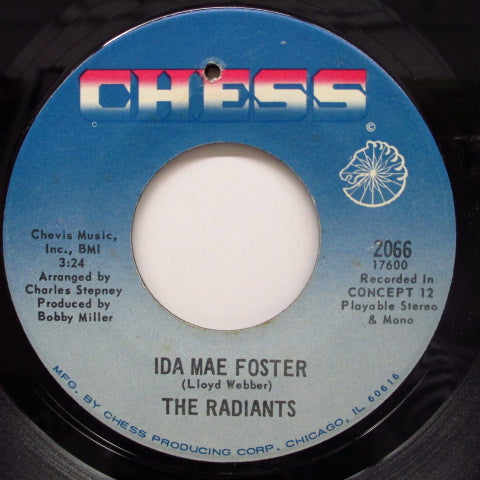 CHESS
©
Chevis Music,
Inc., BMI
3:24
Arranged by
Charles Stepney
Produced by
Bobby Miller
2066
17600
Recorded In
CONCEPT 12
Playable Stereo
& Mono
IDA MAE FOSTER
(Lloyd Webber)
THE RADIANTS
MFG. BY CHESS PRODUCING CORP. CHICAGO, IL 60616